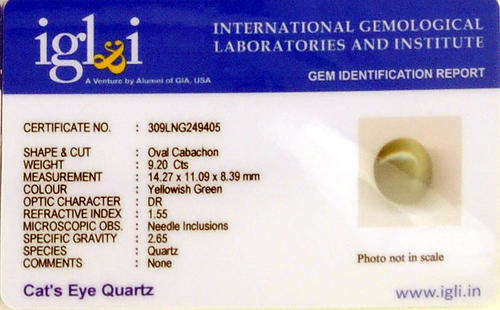 igl&i
A Venture by Alumni of GIA, USA
INTERNATIONAL GEMOLOGICAL
LABORATORIES AND INSTITUTE
GEM IDENTIFICATION REPORT
CERTIFICATE NO. : 309LNG249405
SHAPE & CUT : Oval Cabachon
WEIGHT : 9.20 Cts
MEASUREMENT : 14.27 x 11.09 x 8.39 mm
COLOUR : Yellowish Green
OPTIC CHARACTER : DR
REFRACTIVE INDEX : 1.55
MICROSCOPIC OBS. : Needle Inclusions
SPECIFIC GRAVITY : 2.65
SPECIES : Quartz
COMMENTS : None
Photo not in scale
Cat's Eye Quartz
www.igli.in